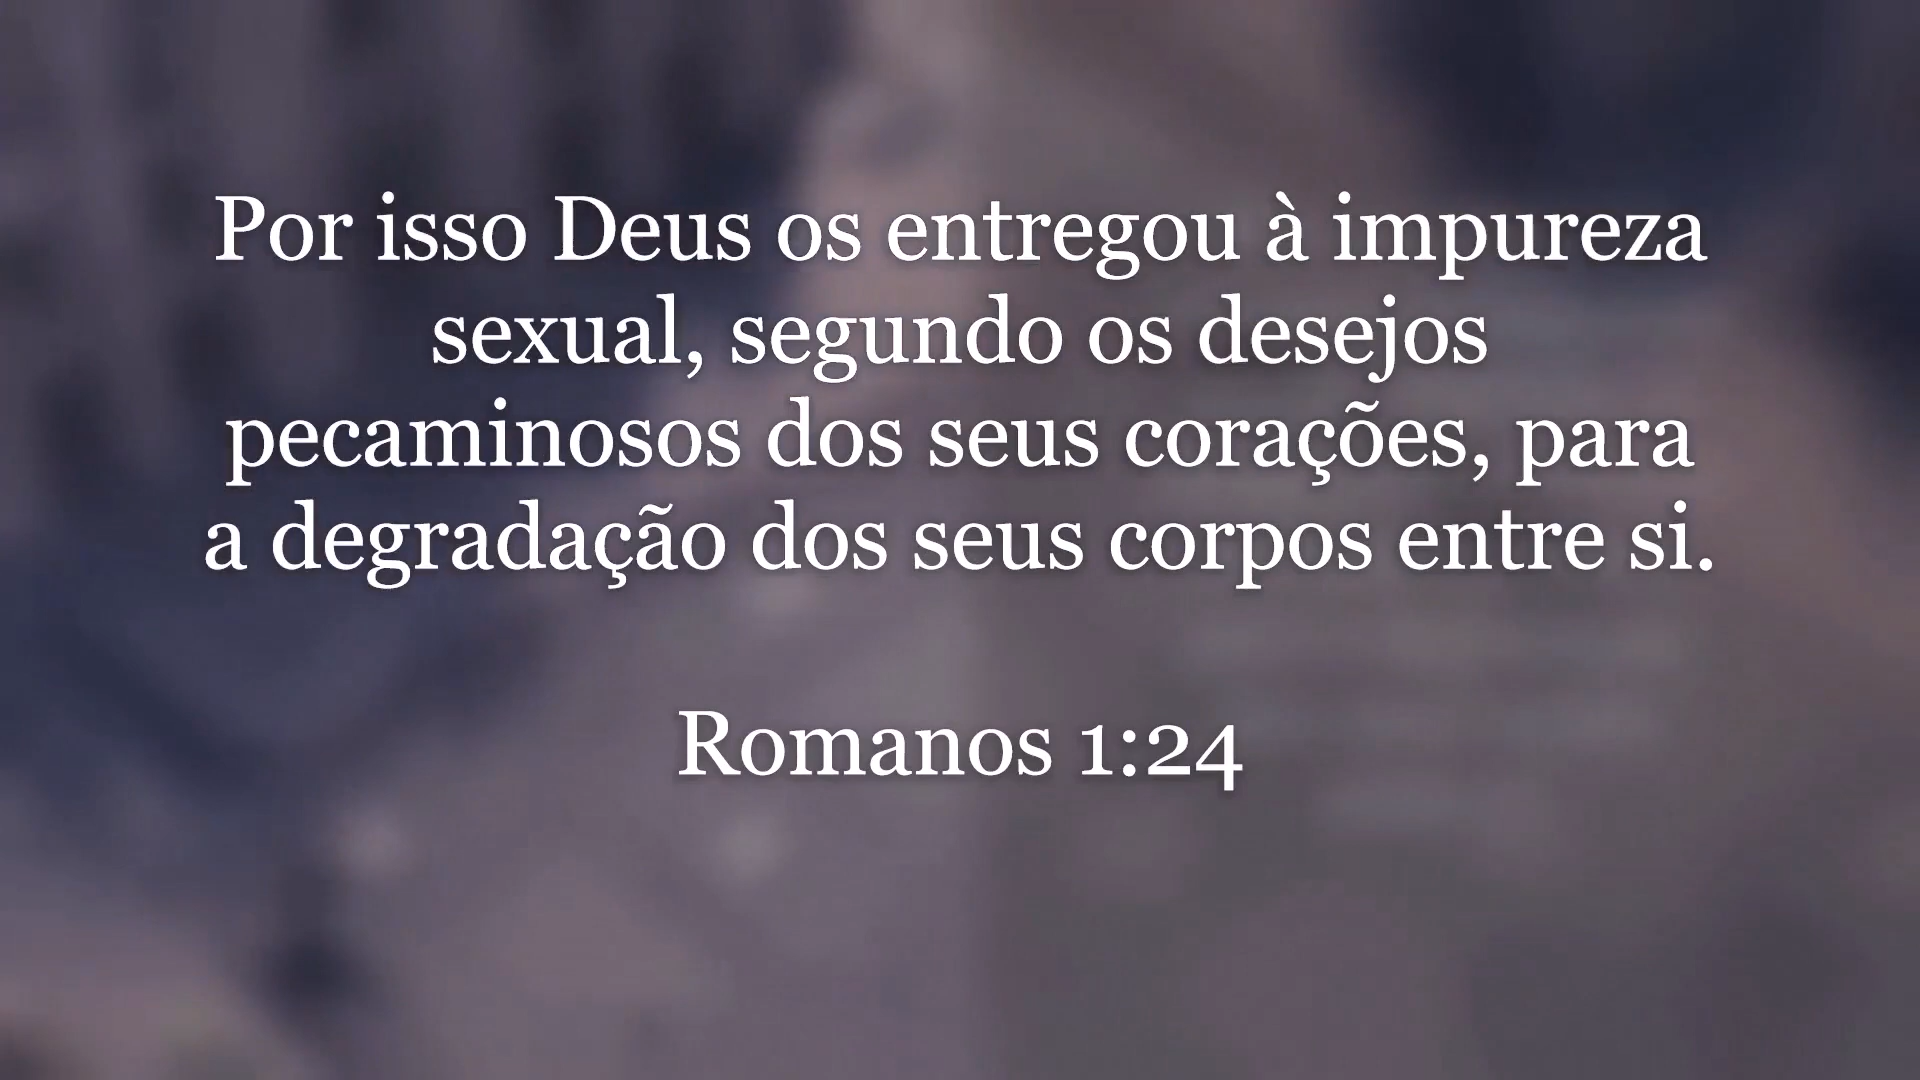 Por isso Deus os entregou à impureza
sexual, segundo os desejos
pecaminosos dos seus corações, para
a degradação dos seus corpos entre si.
Romanos 1:24